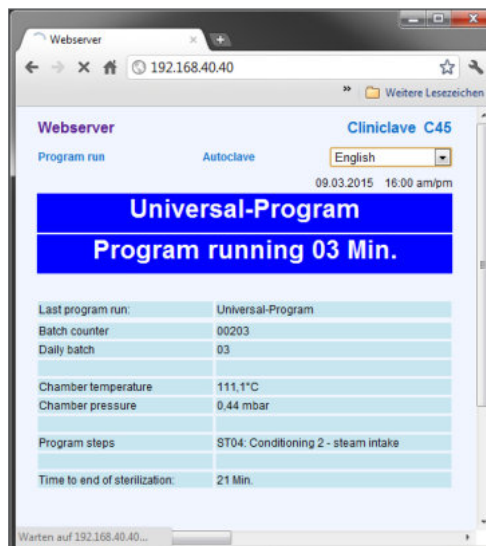 Webserver
192.168.40.40
» Weitere Lesezeichen
Webserver Cliniclave C45
Program run Autoclave English
09.03.2015 16:00 am/pm
Universal-Program
Program running 03 Min.
Last program run: Universal-Program
Batch counter 00203
Daily batch 03
Chamber temperature 111,1°C
Chamber pressure 0,44 mbar
Program steps ST04: Conditioning 2 - steam intake
Time to end of sterilization: 21 Min.
Warten auf 192.168.40.40...